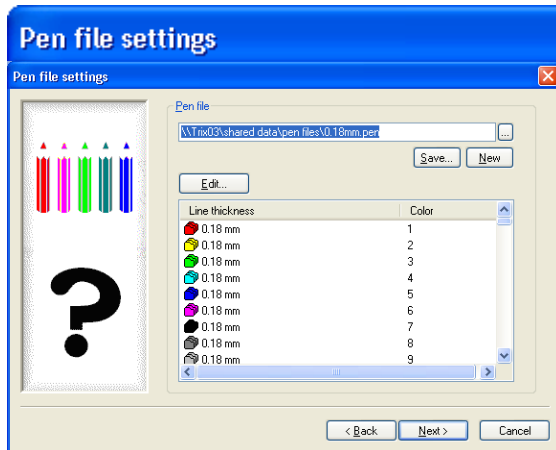 Pen file settings
Pen file settings
Pen file
\\Trix03\shared data\pen files\0.18mm.pen
...
Save... New
Edit...
Line thickness Color
0.18 mm 1
0.18 mm 2
0.18 mm 3
0.18 mm 4
0.18 mm 5
0.18 mm 6
0.18 mm 7
0.18 mm 8
0.18 mm 9
?
< Back Next > Cancel